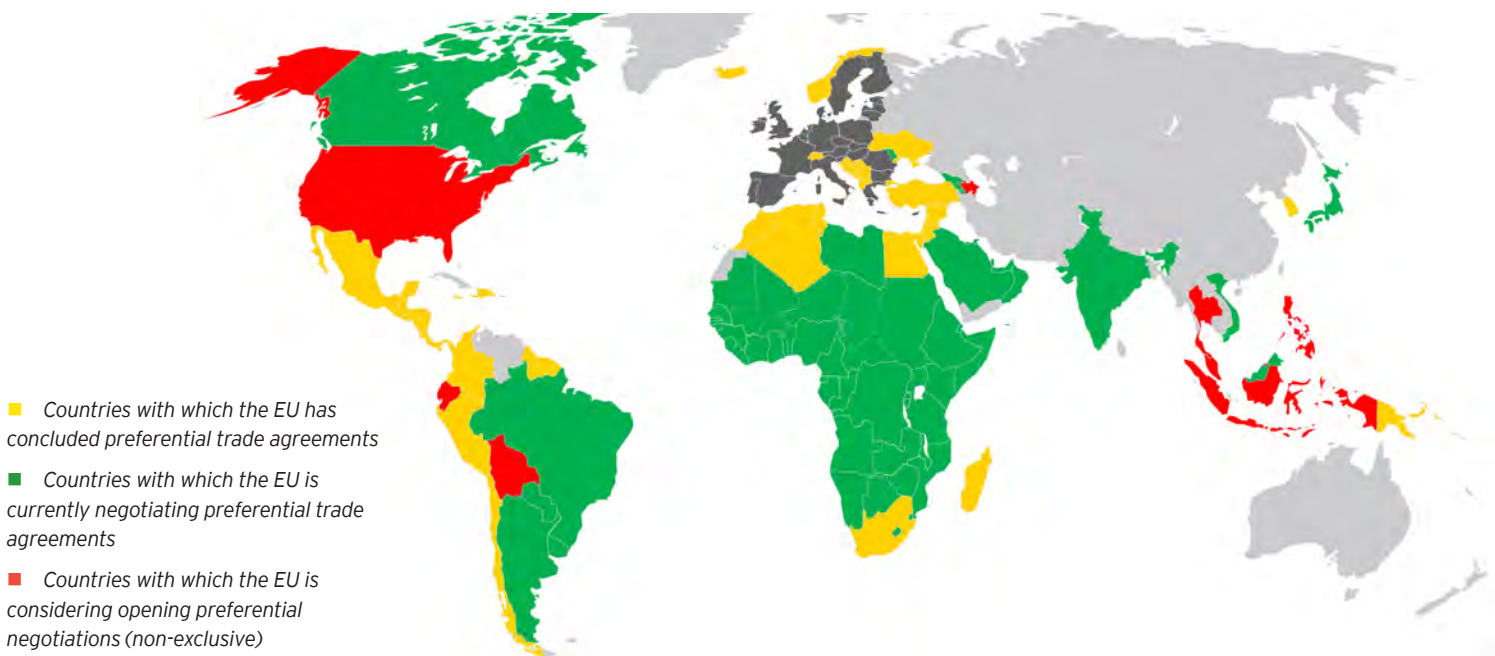 Countries with which the EU has
concluded preferential trade agreements
Countries with which the EU is
currently negotiating preferential trade
agreements
Countries with which the EU is
considering opening preferential
negotiations (non-exclusive)